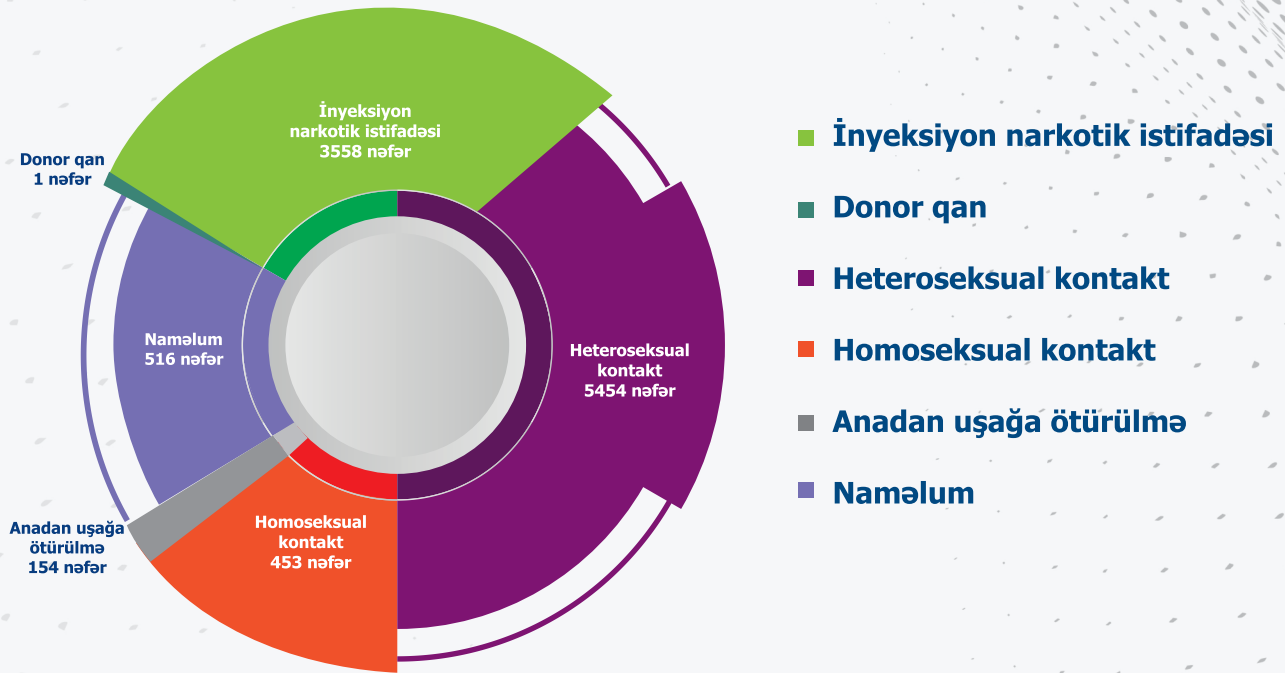 İnyeksiyon
narkotik istifadəsi
3558 nəfər
Donor qan
1 nəfər
Naməlum
516 nəfər
Heteroseksual
kontakt
5454 nəfər
Anadan uşağa
ötürülmə
154 nəfər
Homoseksual
kontakt
453 nəfər
İnyeksiyon narkotik istifadəsi
Donor qan
Heteroseksual kontakt
Homoseksual kontakt
Anadan uşağa ötürülmə
Naməlum